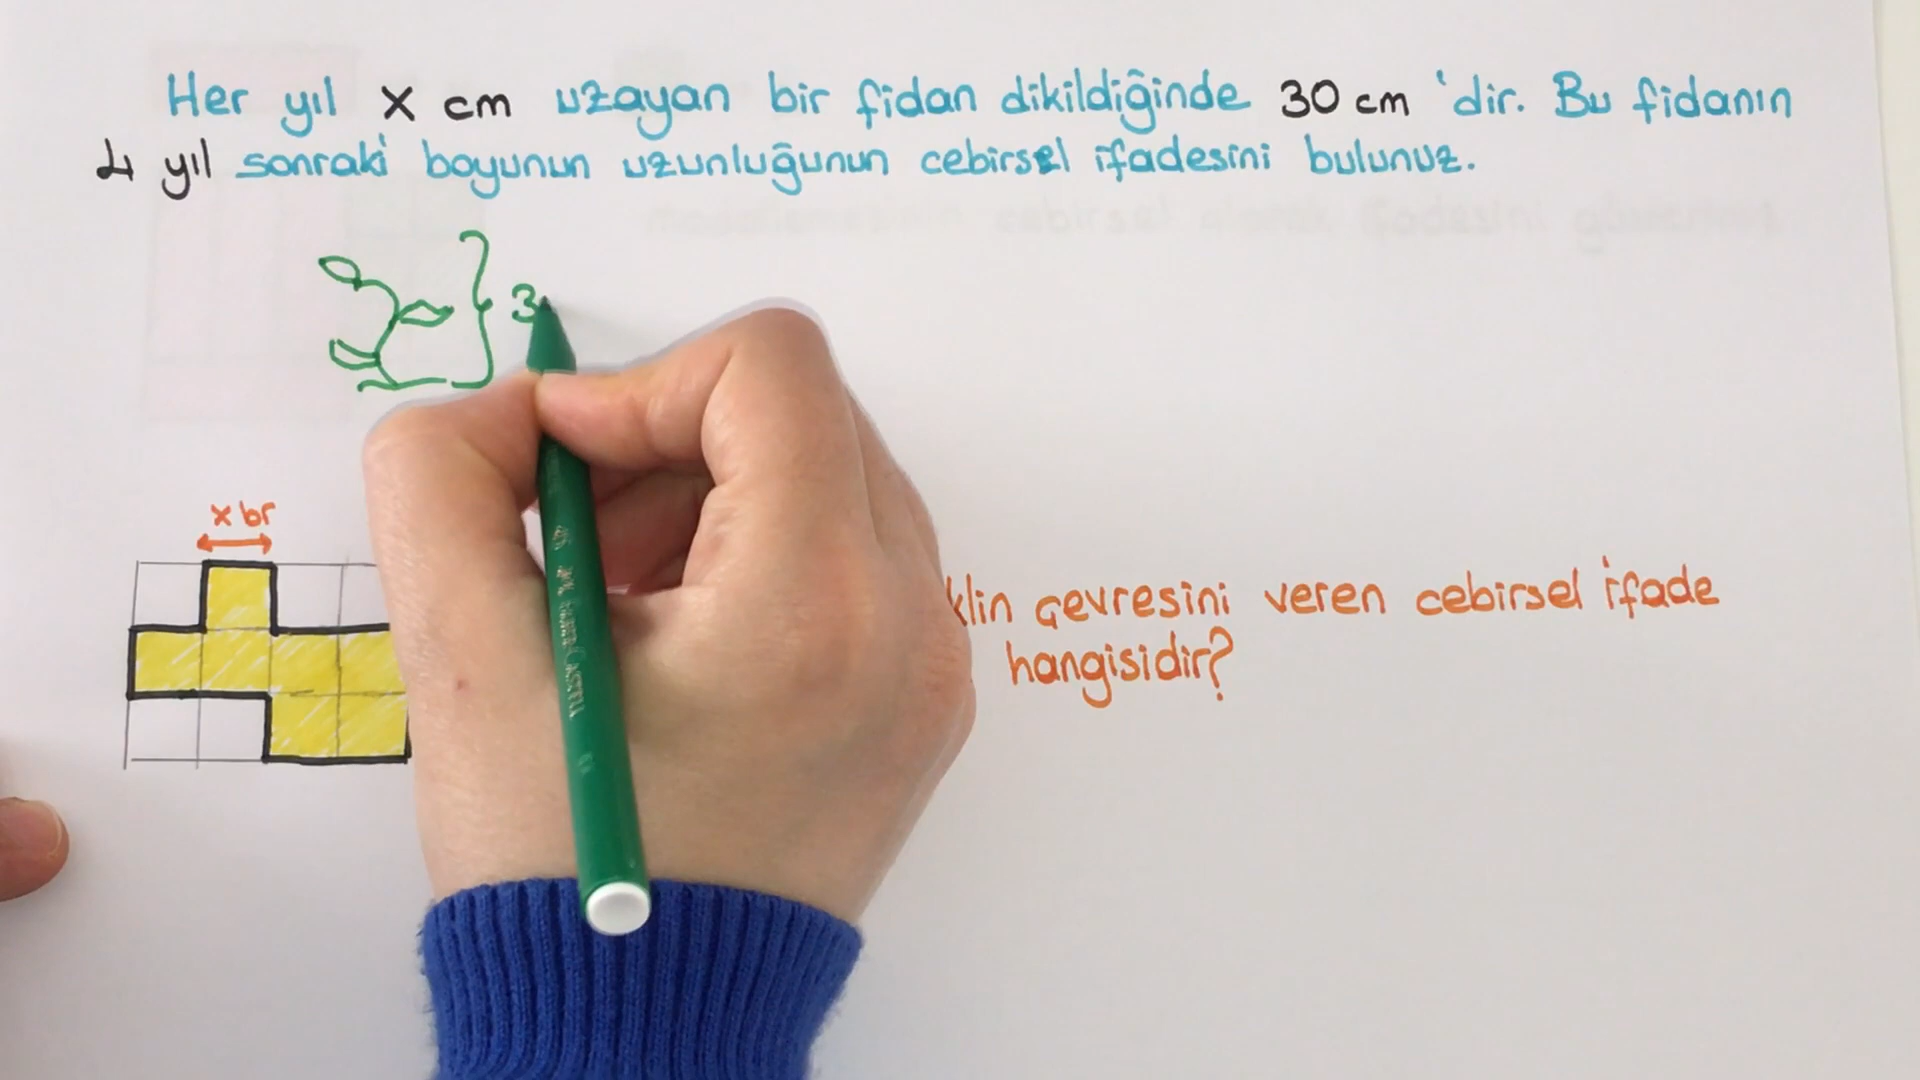 Her yıl x cm uzayan bir fidan dikildiğinde 30 cm 'dir. Bu fidanın
4 yıl sonraki boyunun uzunluğunun cebirsel ifadesini bulunuz.
3
x br
çevresini veren cebirsel ifade
hangisidir?